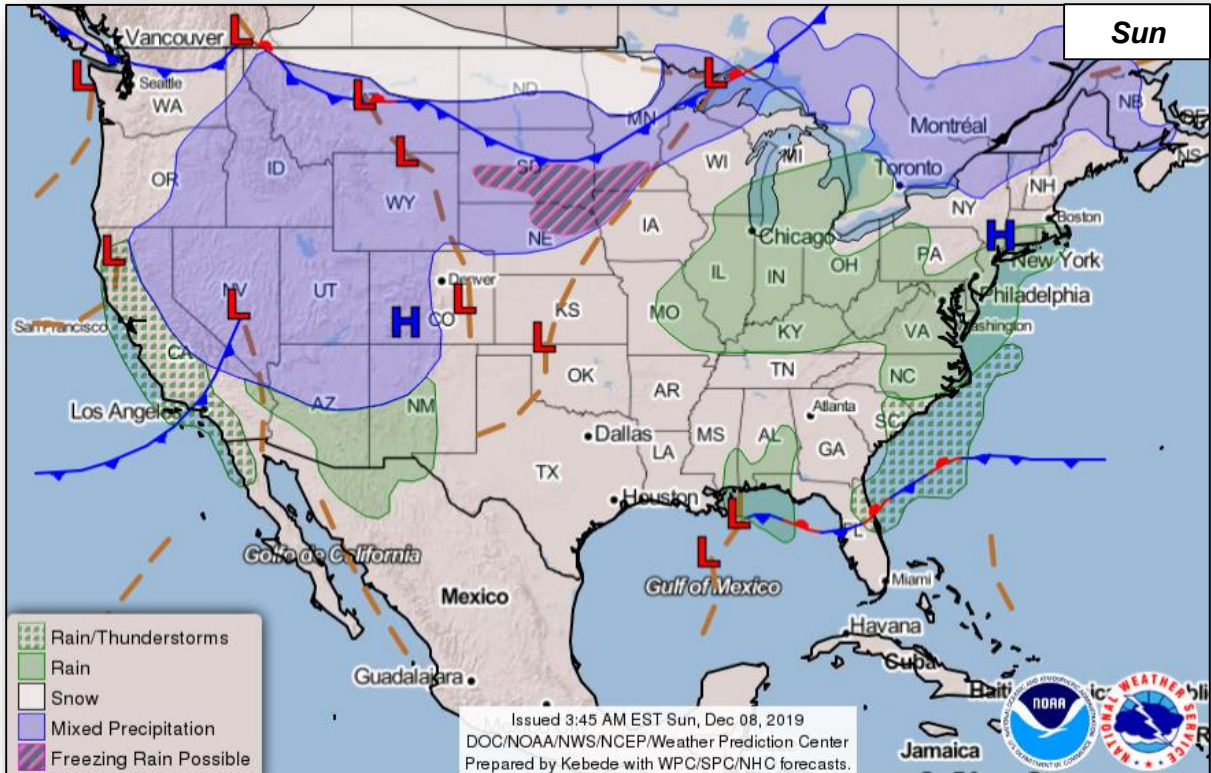 Sun
Vancouver
L
L
Seattle
WA
ND
MN
L
L
L
Montréal
NB
NS
OR
ID
WY
SD
WI
MI
Toronto
NH
NY
Boston
NE
IA
Chicago
H
New York
PA
L
NV
L
UT
Denver
L
CO
H
KS
MO
IL
IN
OH
KY
VA
Philadelphia
San Francisco
CA
L
OK
TN
NC
Los Angeles
AZ
NM
AR
Atlanta
SC
Dallas
MS
AL
GA
TX
LA
Houston
L
FL
Golfo de California
L
Gulf of Mexico
Miami
Mexico
Havana
Cuba
Guadalajara
Jamaica
Rain/Thunderstorms
Rain
Snow
Mixed Precipitation
Freezing Rain Possible
Issued 3:45 AM EST Sun, Dec 08, 2019
DOC/NOAA/NWS/NCEP/Weather Prediction Center
Prepared by Kebede with WPC/SPC/NHC forecasts.
NOAA
NATIONAL WEATHER SERVICE